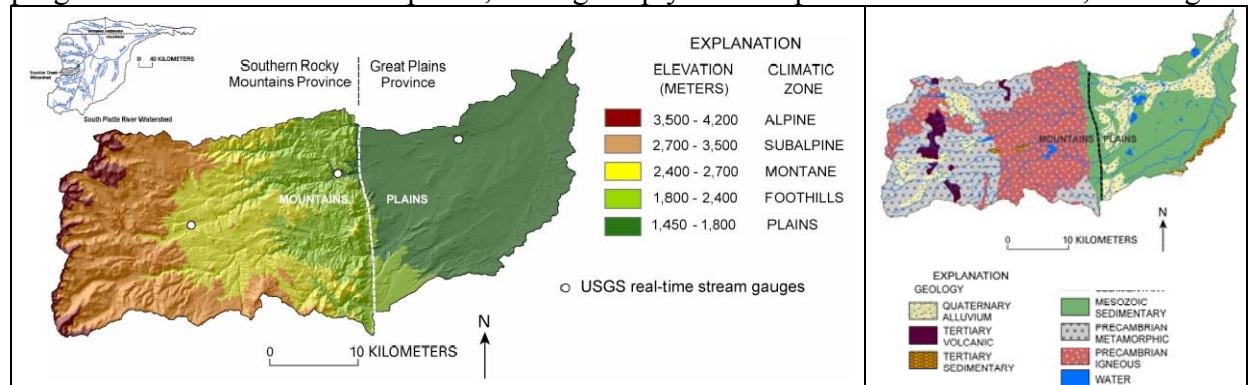 EXPLANATION
Southern Rocky Mountains Province
Great Plains Province
ELEVATION (METERS)
CLIMATIC ZONE
3,500 - 4,200 ALPINE
2,700 - 3,500 SUBALPINE
2,400 - 2,700 MONTANE
1,800 - 2,400 FOOTHILLS
1,450 - 1,800 PLAINS
0 40 KILOMETERS
South Platte River Watershed
MOUNTAINS PLAINS
USGS real-time stream gauges
N
0 10 KILOMETERS
MOUNTAINS PLAINS
N
0 10 KILOMETERS
EXPLANATION
GEOLOGY
QUATERNARY ALLUVIUM
TERTIARY VOLCANIC
TERTIARY SEDIMENTARY
MESOZOIC SEDIMENTARY
PRECAMBRIAN METAMORPHIC
PRECAMBRIAN IGNEOUS
WATER